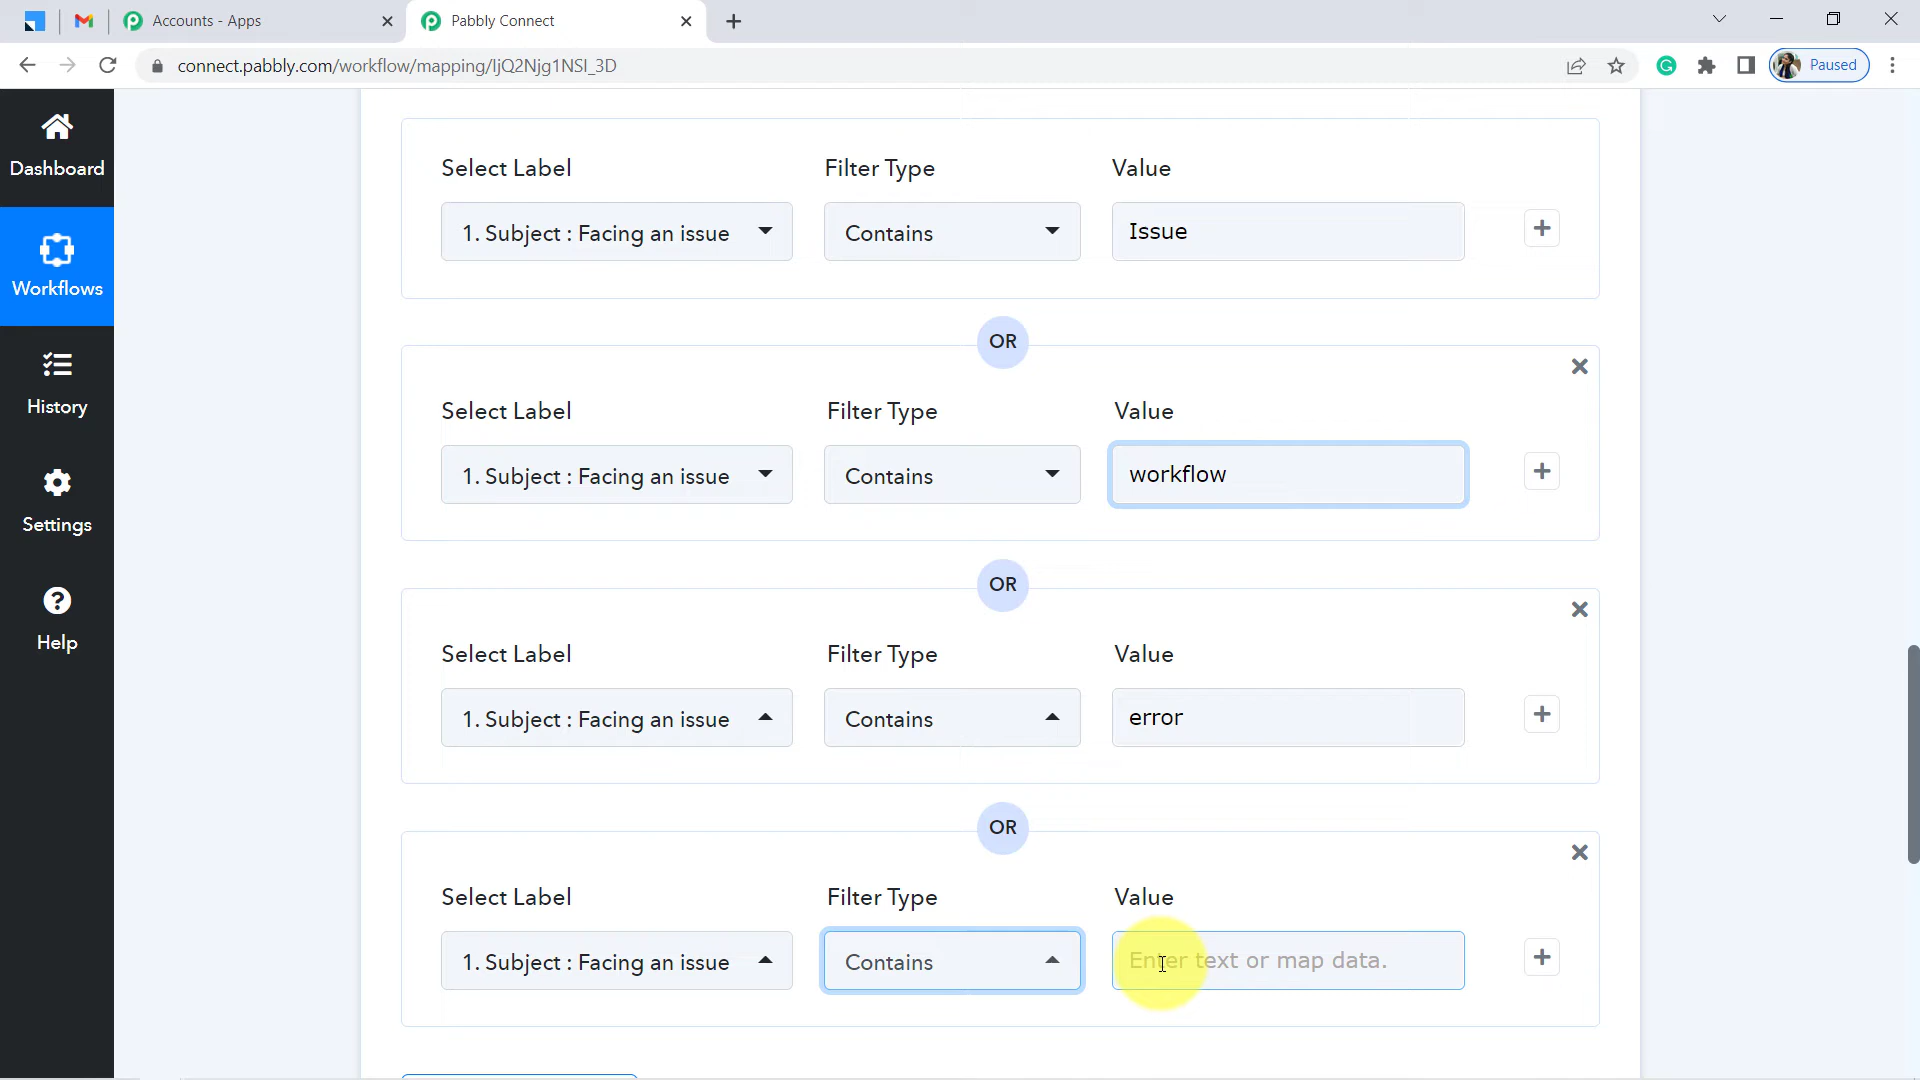 Accounts - Apps
Pabbly Connect
connect.pabbly.com/workflow/mapping/IjQ2Njg1NSI_3D
Paused
Dashboard
Workflows
History
Settings
Help
Select Label Filter Type Value
1. Subject : Facing an issue Contains Issue
OR
Select Label Filter Type Value
1. Subject : Facing an issue Contains workflow
OR
Select Label Filter Type Value
1. Subject : Facing an issue Contains error
OR
Select Label Filter Type Value
1. Subject : Facing an issue Contains Enter text or map data.